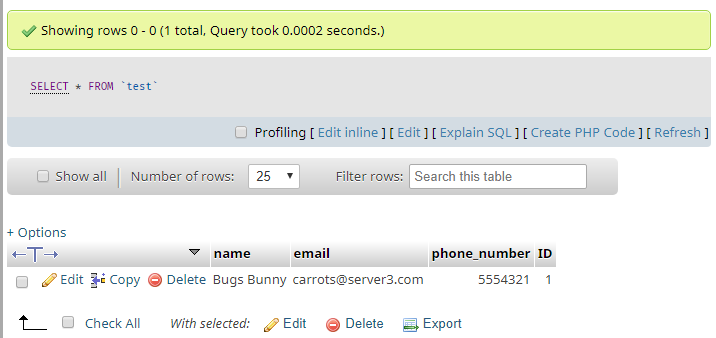 Showing rows 0 - 0 (1 total, Query took 0.0002 seconds.)
SELECT * FROM `test`
Profiling [ Edit inline ] [ Edit ] [ Explain SQL ] [ Create PHP Code ] [ Refresh ]
Show all Number of rows: 25 Filter rows: Search this table
+ Options
name email phone_number ID
Edit Copy Delete Bugs Bunny carrots@server3.com 5554321 1
Check All With selected: Edit Delete Export